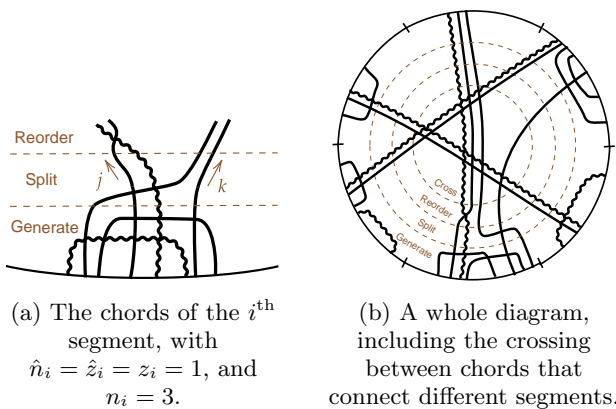 Reorder
Split
Generate
j
k
Cross
Reorder
Split
Generate
(a) The chords of the iᵗʰ
segment, with
n̂ᵢ = ẑᵢ = zᵢ = 1, and
nᵢ = 3.
(b) A whole diagram,
including the crossing
between chords that
connect different segments.